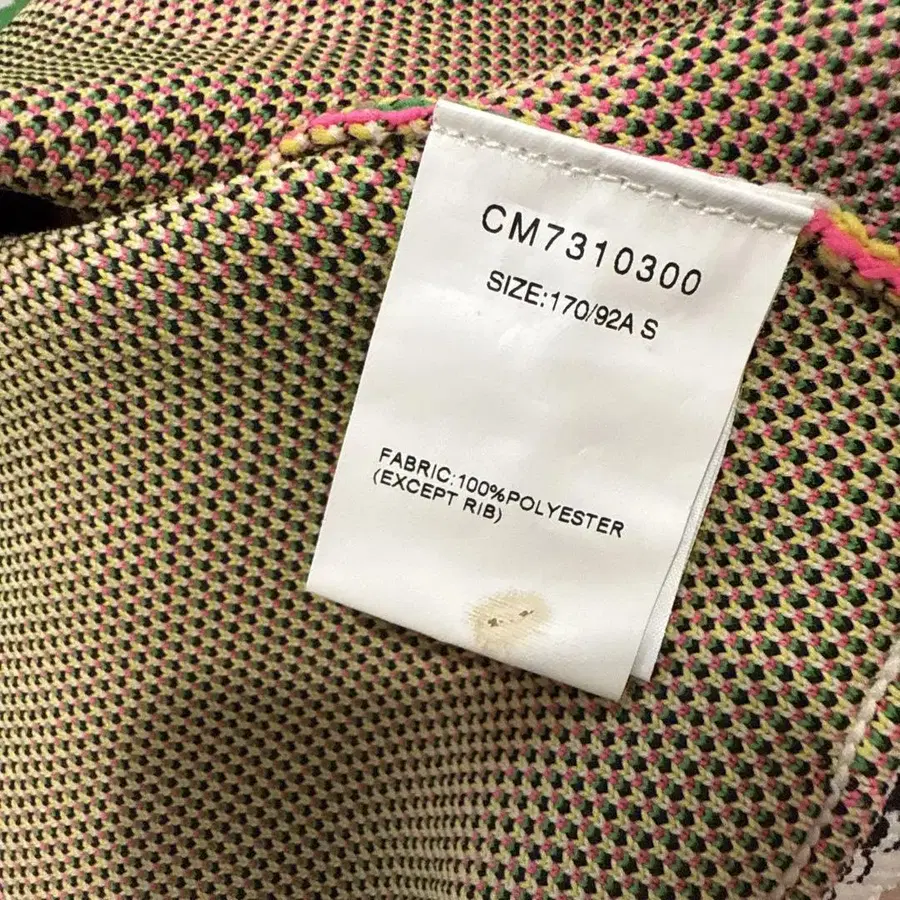 CM7310300
SIZE:170/92A S
FABRIC:100%POLYESTER
(EXCEPT RIB)